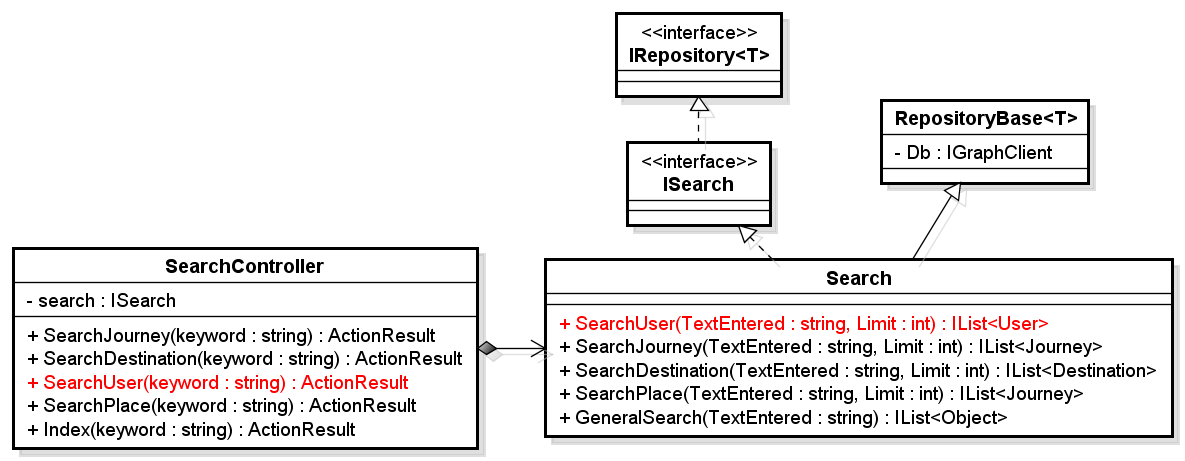 <<interface>>
IRepository<T>
RepositoryBase<T>
- Db : IGraphClient
<<interface>>
ISearch
SearchController
- search : ISearch
+ SearchJourney(keyword : string) : ActionResult
+ SearchDestination(keyword : string) : ActionResult
+ SearchUser(keyword : string) : ActionResult
+ SearchPlace(keyword : string) : ActionResult
+ Index(keyword : string) : ActionResult
Search
+ SearchUser(TextEntered : string, Limit : int) : IList<User>
+ SearchJourney(TextEntered : string, Limit : int) : IList<Journey>
+ SearchDestination(TextEntered : string, Limit : int) : IList<Destination>
+ SearchPlace(TextEntered : string, Limit : int) : IList<Journey>
+ GeneralSearch(TextEntered : string) : IList<Object>